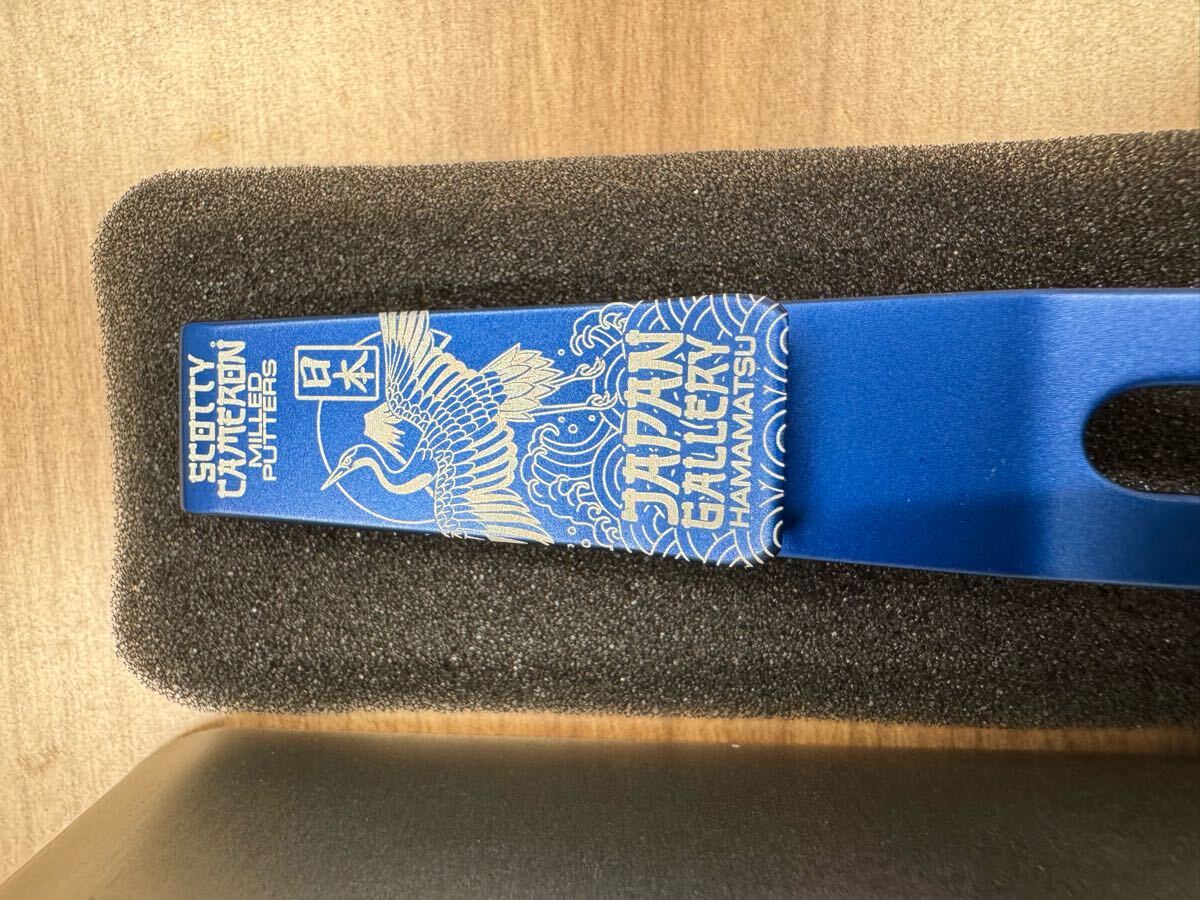 SCOTTY
CAMERON
MILLED
PUTTERS
日本
JAPAN
GALLERY
HAMAMATSU